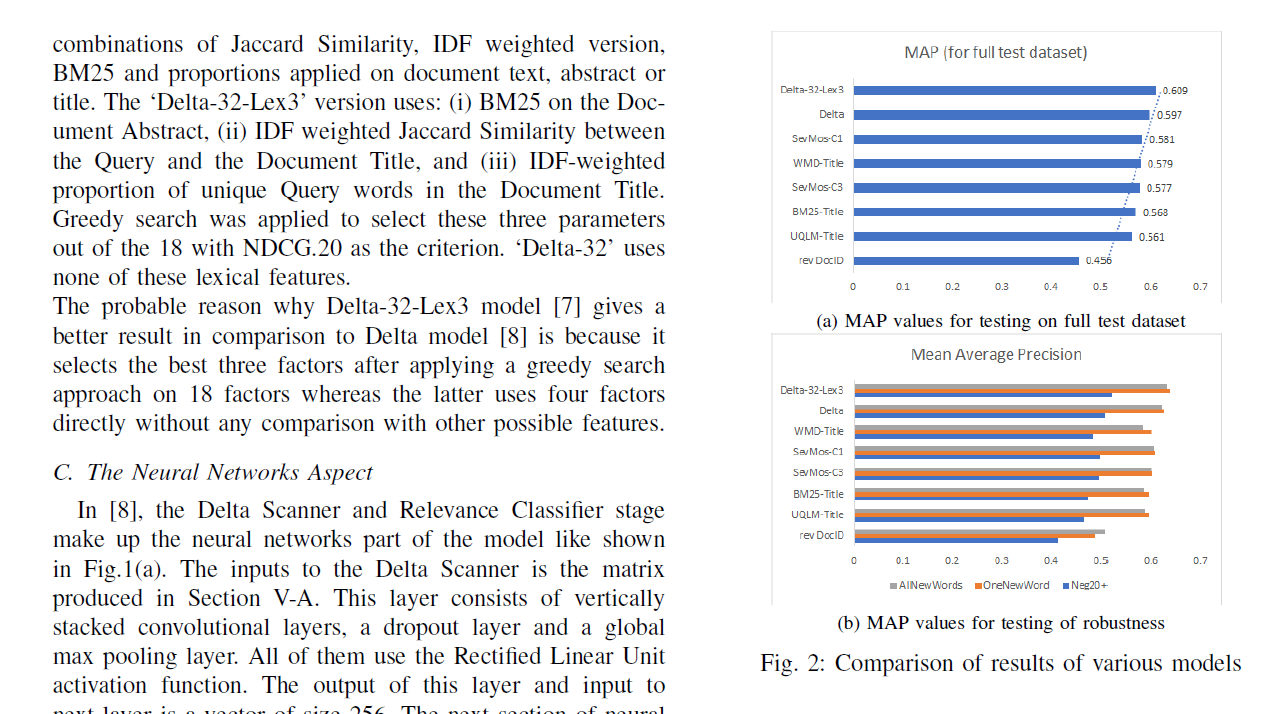 combinations of Jaccard Similarity, IDF weighted version,
BM25 and proportions applied on document text, abstract or
title. The ‘Delta-32-Lex3’ version uses: (i) BM25 on the Doc-
ument Abstract, (ii) IDF weighted Jaccard Similarity between
the Query and the Document Title, and (iii) IDF-weighted
proportion of unique Query words in the Document Title.
Greedy search was applied to select these three parameters
out of the 18 with NDCG.20 as the criterion. ‘Delta-32’ uses
none of these lexical features.
The probable reason why Delta-32-Lex3 model [7] gives a
better result in comparison to Delta model [8] is because it
selects the best three factors after applying a greedy search
approach on 18 factors whereas the latter uses four factors
directly without any comparison with other possible features.
C. The Neural Networks Aspect
In [8], the Delta Scanner and Relevance Classifier stage
make up the neural networks part of the model like shown
in Fig.1(a). The inputs to the Delta Scanner is the matrix
produced in Section V-A. This layer consists of vertically
stacked convolutional layers, a dropout layer and a global
max pooling layer. All of them use the Rectified Linear Unit
activation function. The output of this layer and input to
next layer is a vector of size 256. The next section of neural
MAP (for full test dataset)
Delta-32-Lex3 0.609
Delta 0.597
SevMos-C1 0.581
WMD-Title 0.579
SevMos-C3 0.577
BM25-Title 0.568
UQLM-Title 0.561
rev DocID 0.456
0 0.1 0.2 0.3 0.4 0.5 0.6 0.7
(a) MAP values for testing on full test dataset
Mean Average Precision
Delta-32-Lex3
Delta
WMD-Title
SevMos-C1
SevMos-C3
BM25-Title
UQLM-Title
rev DocID
0 0.1 0.2 0.3 0.4 0.5 0.6 0.7
AllNewWords OneNewWord Neg20+
(b) MAP values for testing of robustness
Fig. 2: Comparison of results of various models